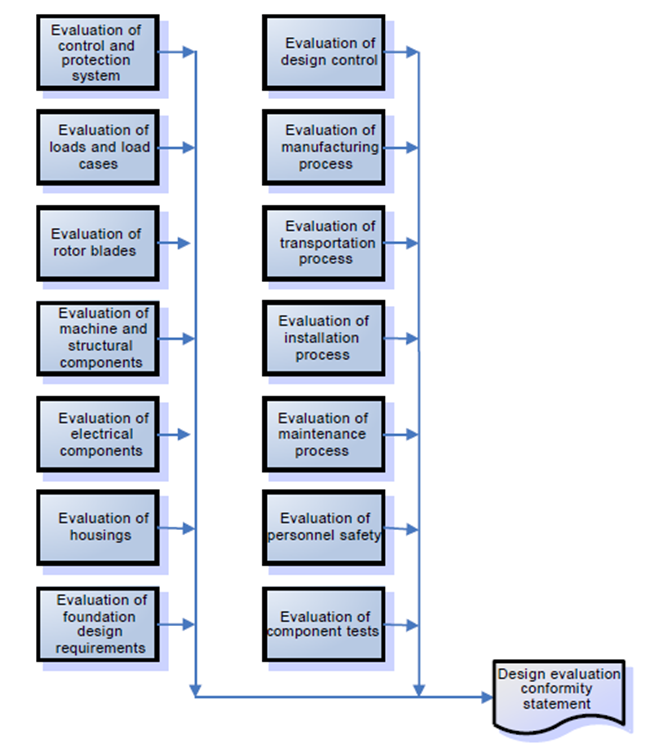 Evaluation of
control and
protection
system
Evaluation of
loads and load
cases
Evaluation of
rotor blades
Evaluation of
machine and
structural
components
Evaluation of
electrical
components
Evaluation of
housings
Evaluation of
foundation
design
requirements
Evaluation of
design control
Evaluation of
manufacturing
process
Evaluation of
transportation
process
Evaluation of
installation
process
Evaluation of
maintenance
process
Evaluation of
personnel safety
Evaluation of
component tests
Design evaluation
conformity
statement